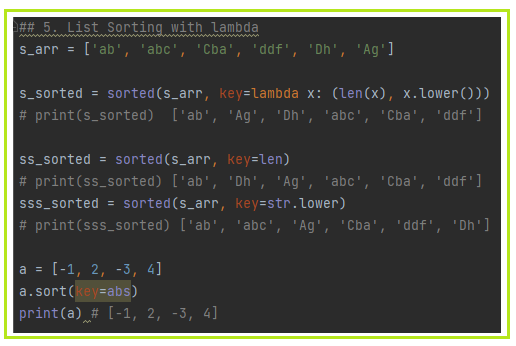 ## 5. List Sorting with lambda
s_arr = ['ab', 'abc', 'Cba', 'ddf', 'Dh', 'Ag']
s_sorted = sorted(s_arr, key=lambda x: (len(x), x.lower()))
# print(s_sorted)  ['ab', 'Ag', 'Dh', 'abc', 'Cba', 'ddf']
ss_sorted = sorted(s_arr, key=len)
# print(ss_sorted) ['ab', 'Dh', 'Ag', 'abc', 'Cba', 'ddf']
sss_sorted = sorted(s_arr, key=str.lower)
# print(sss_sorted) ['ab', 'abc', 'Ag', 'Cba', 'ddf', 'Dh']
a = [-1, 2, -3, 4]
a.sort(key=abs)
print(a) # [-1, 2, -3, 4]